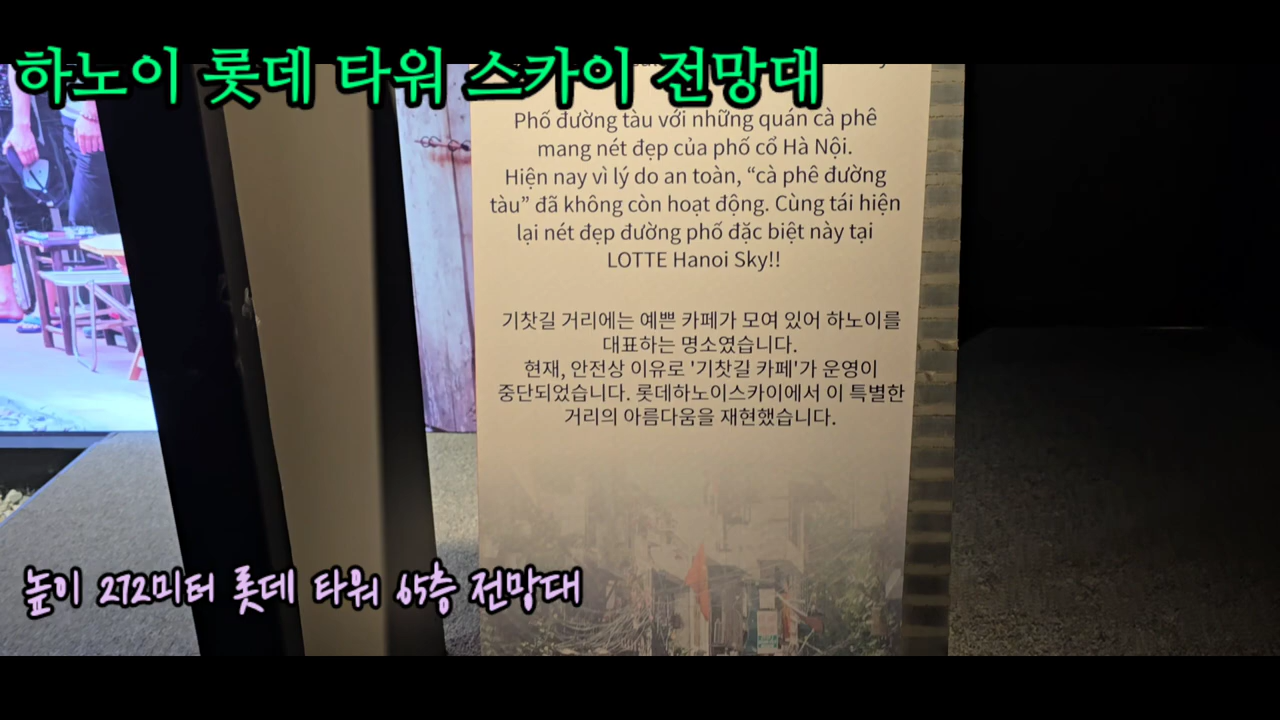 하노이 롯데 타워 스카이 전망대
Phố đường tàu với những quán cà phê
mang nét đẹp của phố cổ Hà Nội.
Hiện nay vì lý do an toàn, “cà phê đường
tàu” đã không còn hoạt động. Cùng tái hiện
lại nét đẹp đường phố đặc biệt này tại
LOTTE Hanoi Sky!!
기찻길 거리에는 예쁜 카페가 모여 있어 하노이를
대표하는 명소였습니다.
현재, 안전상 이유로 '기찻길 카페'가 운영이
중단되었습니다. 롯데하노이스카이에서 이 특별한
거리의 아름다움을 재현했습니다.
높이 272미터 롯데 타워 65층 전망대